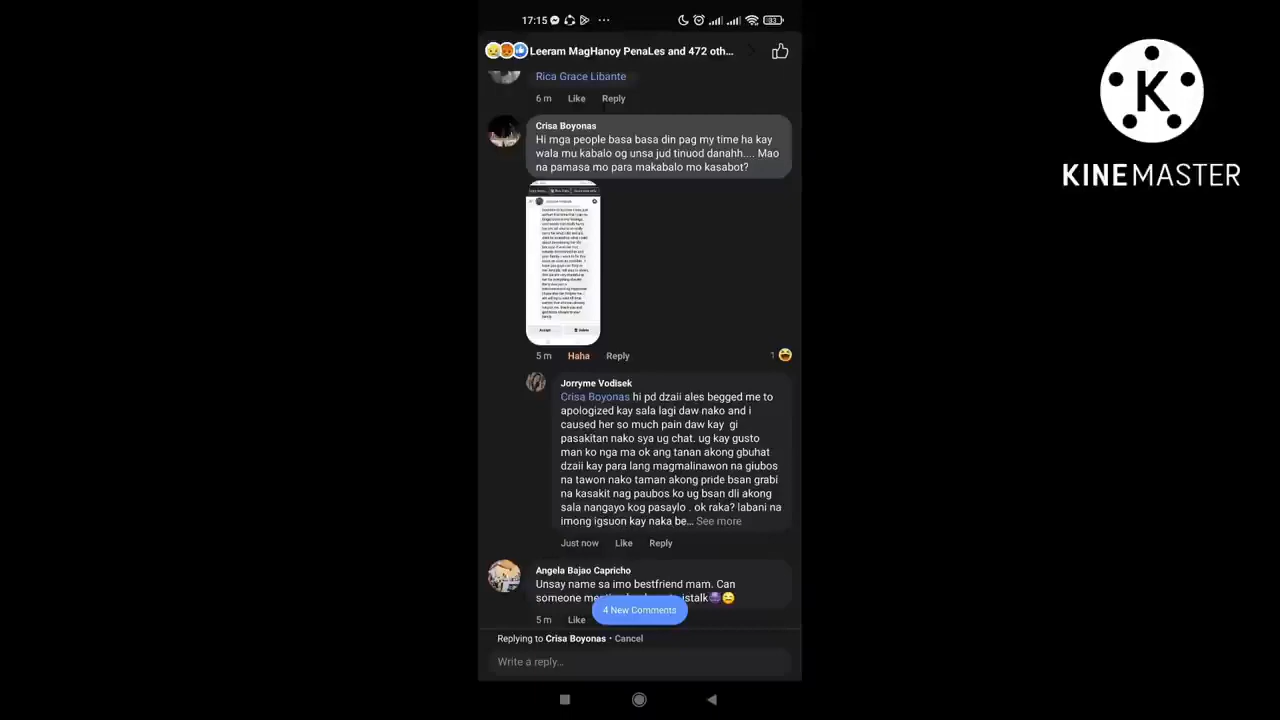 17:15
83
Leeram MagHanoy PenaLes and 472 oth...
Rica Grace Libante
6 m Like Reply
Crisa Boyonas
Hi mga people basa basa din pag my time ha kay
wala mu kabalo og unsa jud tinuod danahh.... Mao
na pamasa mo para makabalo mo kasabot?
Accept Delete
5 m Haha Reply 1
Jorryme Vodisek
Crisa Boyonas hi pd dzaii ales begged me to
apologized kay sala lagi daw nako and i
caused her so much pain daw kay gi
pasakitan nako sya ug chat. ug kay gusto
man ko nga ma ok ang tanan akong gbuhat
dzaii kay para lang magmalinawon na giubos
na tawon nako taman akong pride bsan grabi
na kasakit nag paubos ko ug bsan dli akong
sala nangayo kog pasaylo . ok raka? labani na
imong igsuon kay naka be... See more
Just now Like Reply
Angela Bajao Capricho
Unsay name sa imo bestfriend mam. Can
someone istalk
4 New Comments
5 m Like
Replying to Crisa Boyonas • Cancel
Write a reply...
K
KINEMASTER